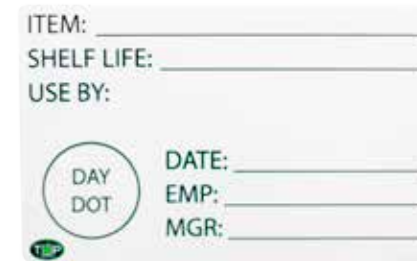 ITEM:
SHELF LIFE:
USE BY:
DAY
DOT
DATE:
EMP:
MGR: